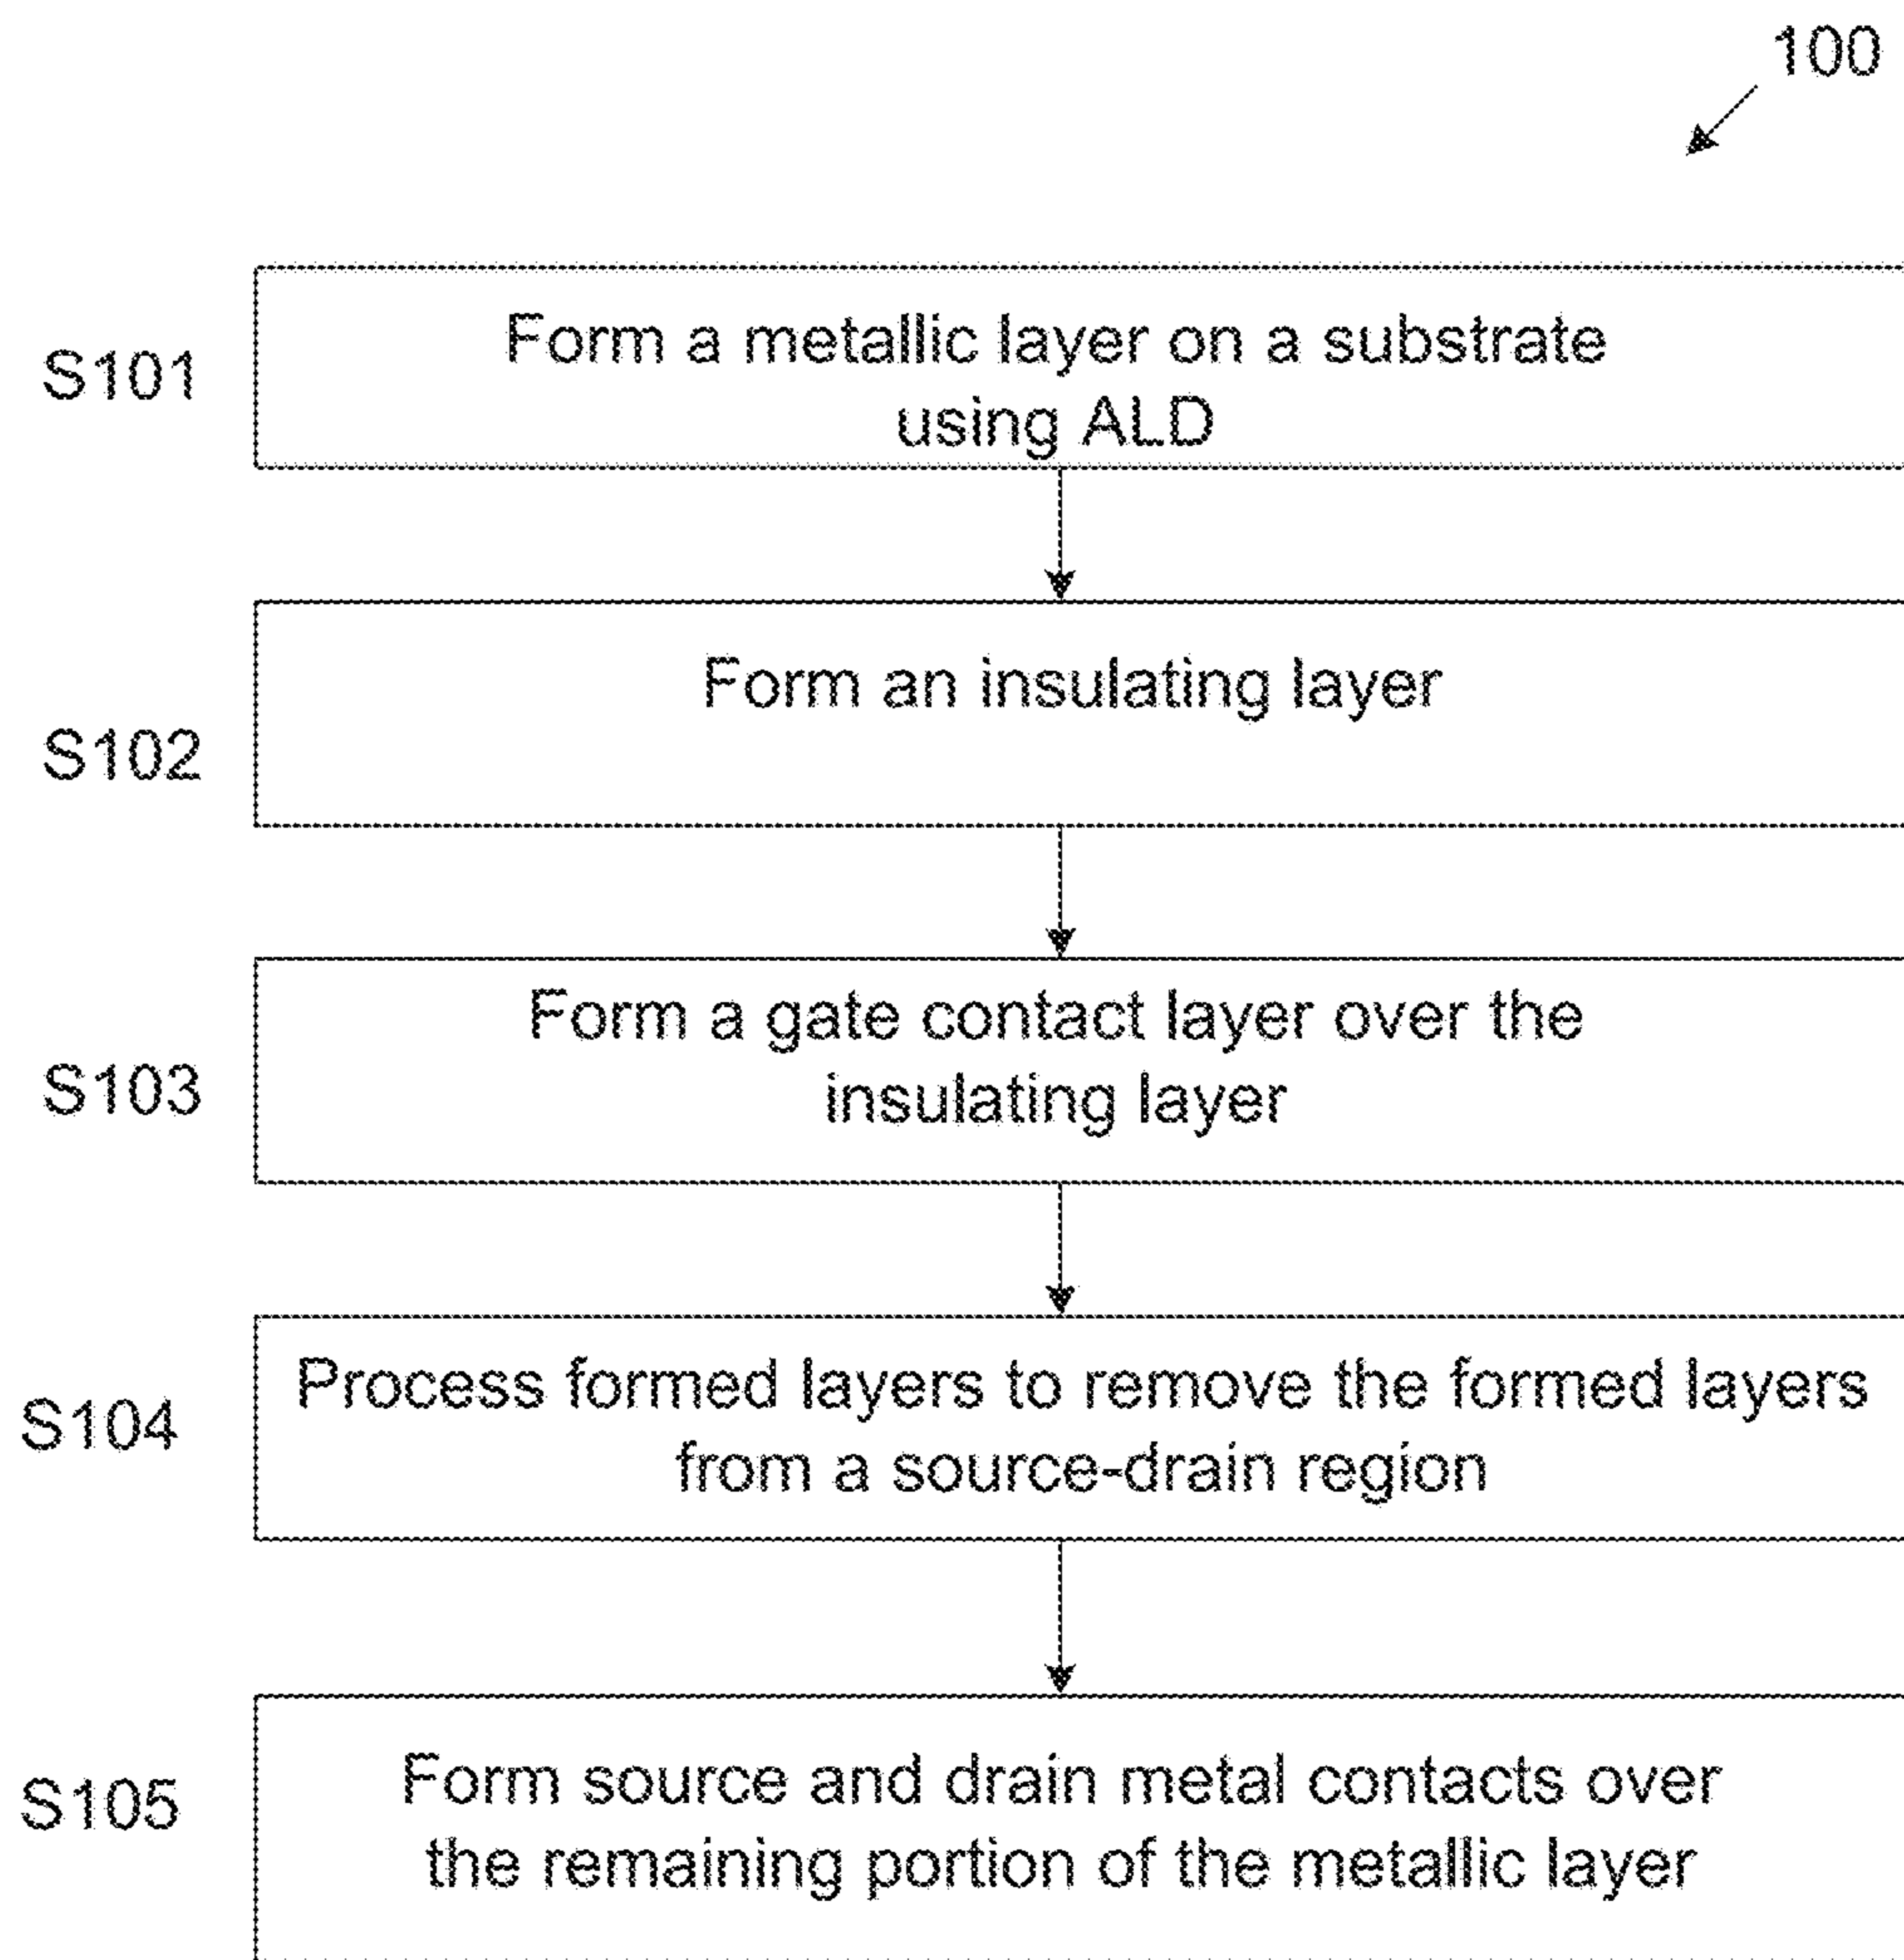 100
S101
Form a metallic layer on a substrate
using ALD
S102
Form an insulating layer
S103
Form a gate contact layer over the
insulating layer
S104
Process formed layers to remove the formed layers
from a source-drain region
S105
Form source and drain metal contacts over
the remaining portion of the metallic layer